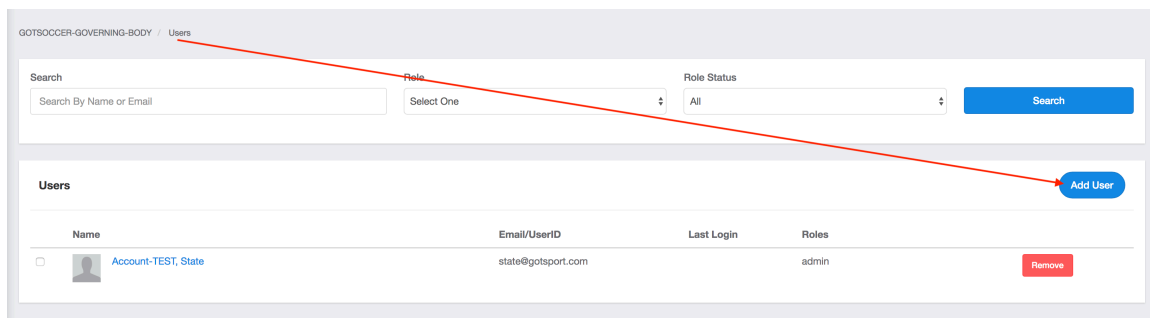 GOTSOCCER-GOVERNING-BODY / Users
Search Role Role Status
Search By Name or Email Select One All Search
Users Add User
Name Email/UserID Last Login Roles
Account-TEST, State state@gotsport.com admin Remove